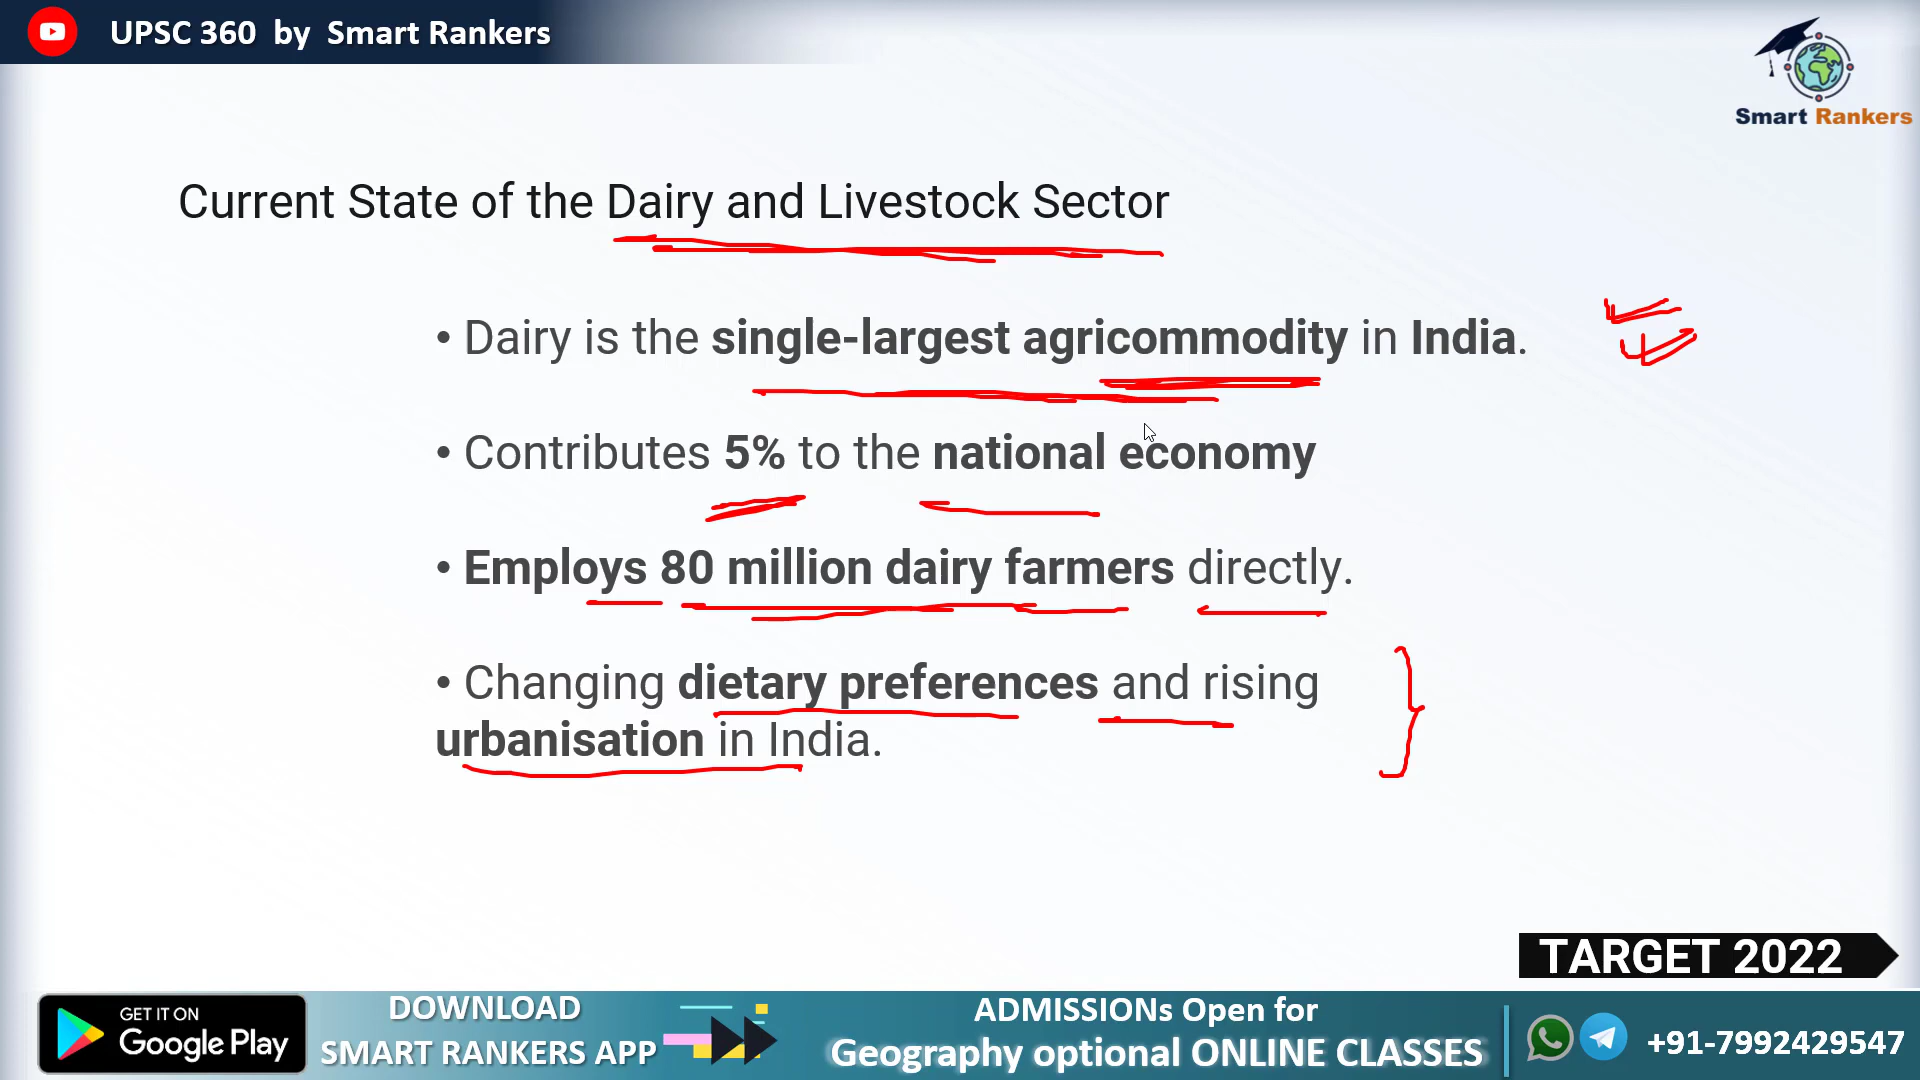 UPSC 360 by Smart Rankers
Smart Rankers
Current State of the Dairy and Livestock Sector
• Dairy is the single-largest agricommodity in India.
• Contributes 5% to the national economy
• Employs 80 million dairy farmers directly.
• Changing dietary preferences and rising
urbanisation in India.
TARGET 2022
GET IT ON
Google Play
DOWNLOAD
SMART RANKERS APP
ADMISSIONs Open for
Geography optional ONLINE CLASSES
+91-7992429547